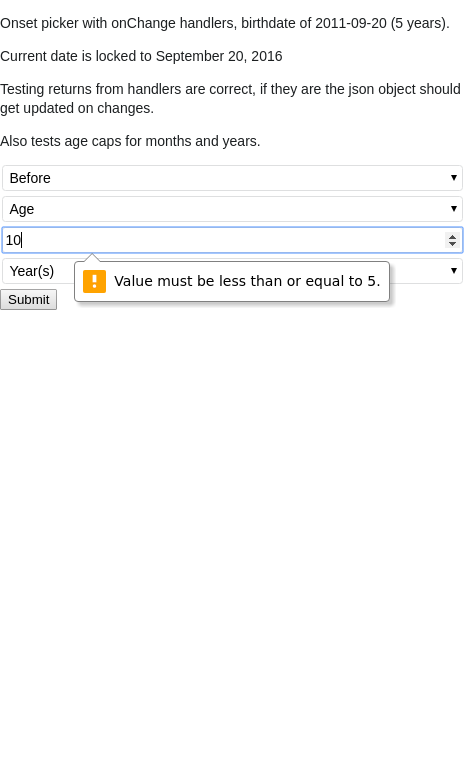 Onset picker with onChange handlers, birthdate of 2011-09-20 (5 years).
Current date is locked to September 20, 2016
Testing returns from handlers are correct, if they are the json object should
get updated on changes.
Also tests age caps for months and years.
Before
Age
10
Year(s)
Value must be less than or equal to 5.
Submit